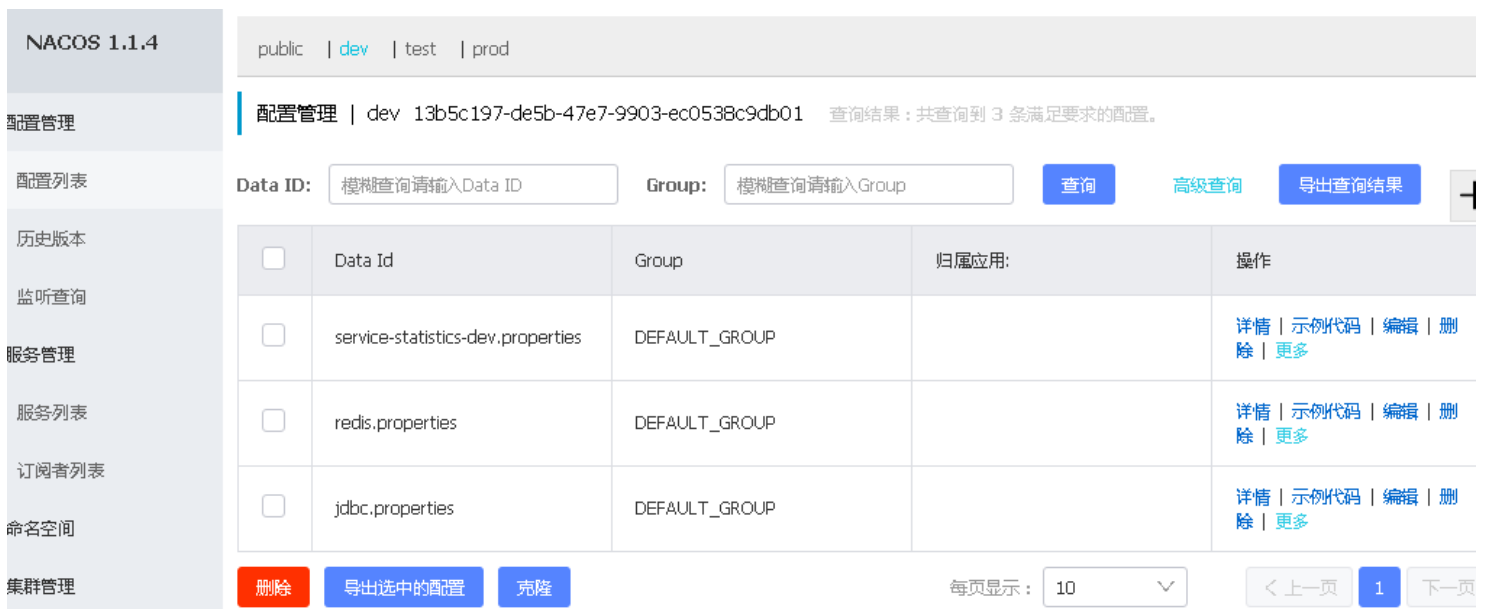 NACOS 1.1.4
public | dev | test | prod
配置管理
配置管理 | dev 13b5c197-de5b-47e7-9903-ec0538c9db01 查询结果：共查询到 3 条满足要求的配置。
配置列表
Data ID: 模糊查询请输入Data ID Group: 模糊查询请输入Group 查询 高级查询 导出查询结果
历史版本
Data Id Group 归属应用: 操作
监听查询
service-statistics-dev.properties DEFAULT_GROUP 详情 | 示例代码 | 编辑 | 删
除 | 更多
服务管理
服务列表
redis.properties DEFAULT_GROUP 详情 | 示例代码 | 编辑 | 删
除 | 更多
订阅者列表
jdbc.properties DEFAULT_GROUP 详情 | 示例代码 | 编辑 | 删
除 | 更多
命名空间
集群管理
删除 导出选中的配置 克隆 每页显示： 10 上一页 1 下一页